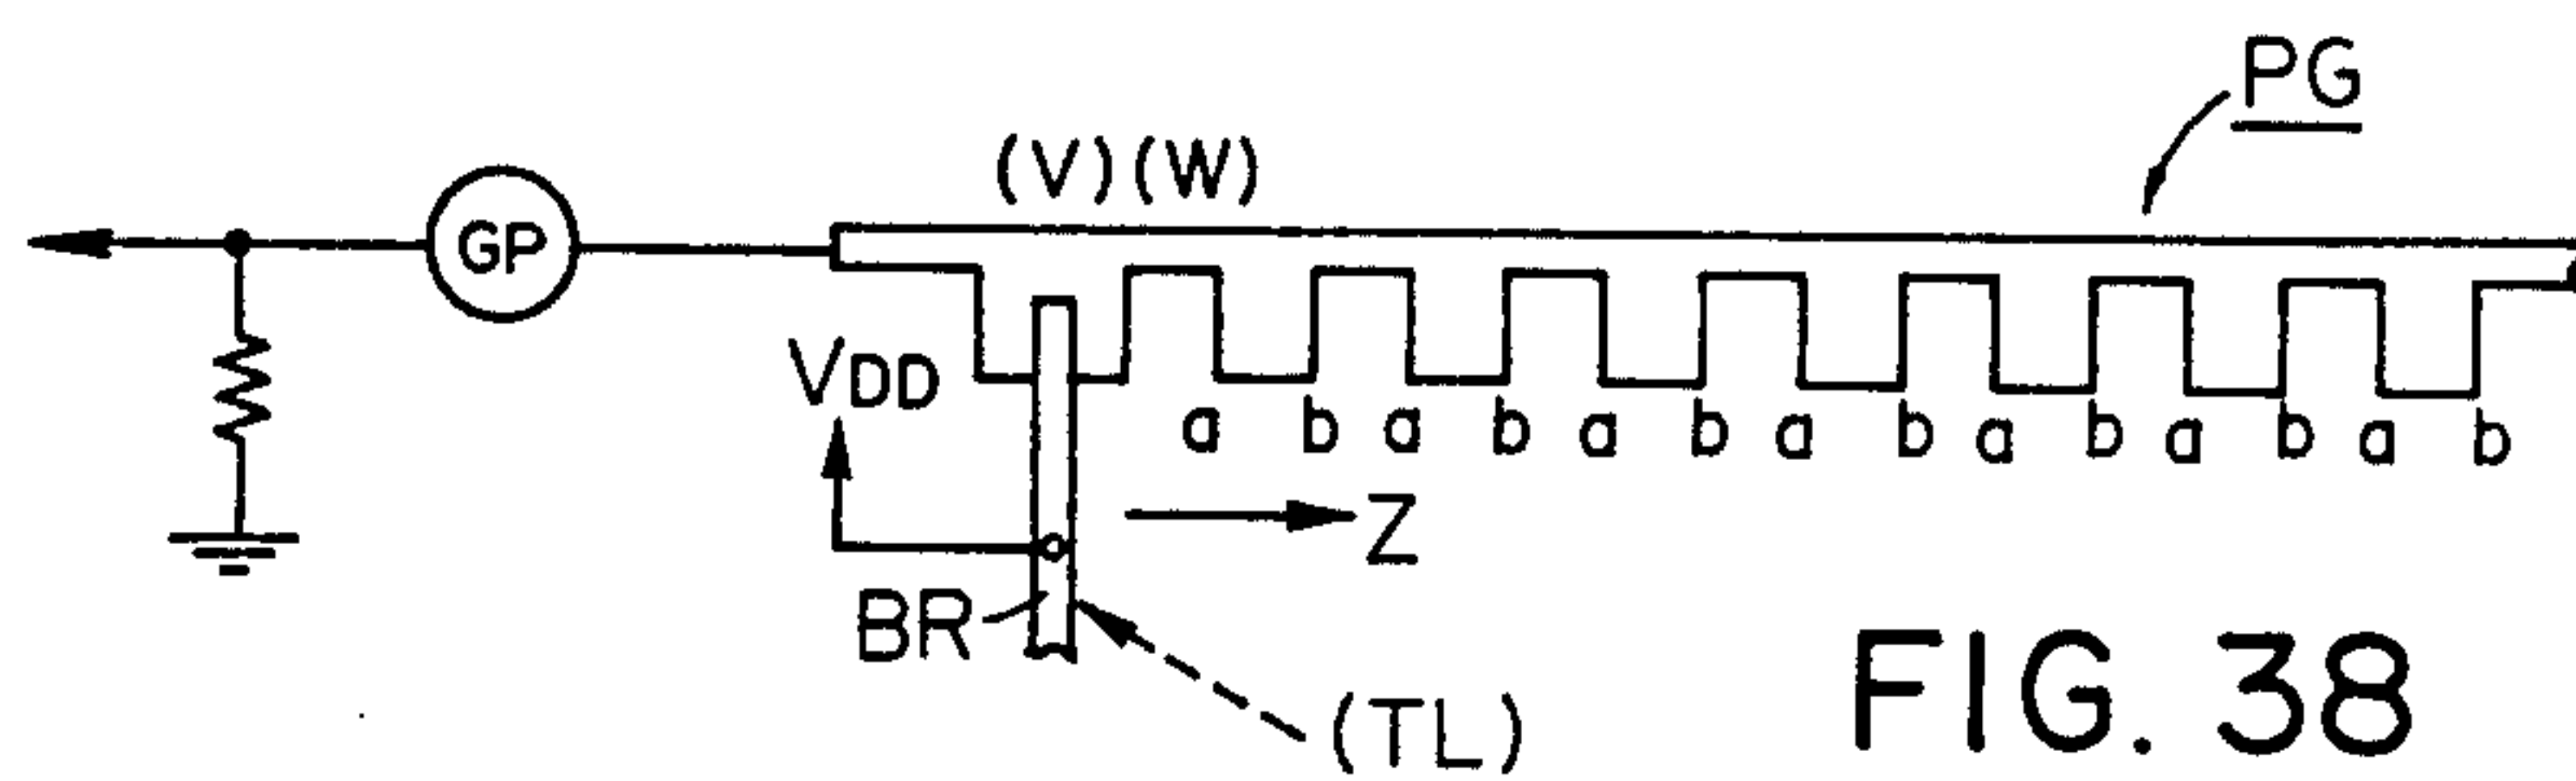 PG
(V)(W)
GP
VDD
a b a b a b a b a b a b a b
Z
BR
(TL)
FIG. 38